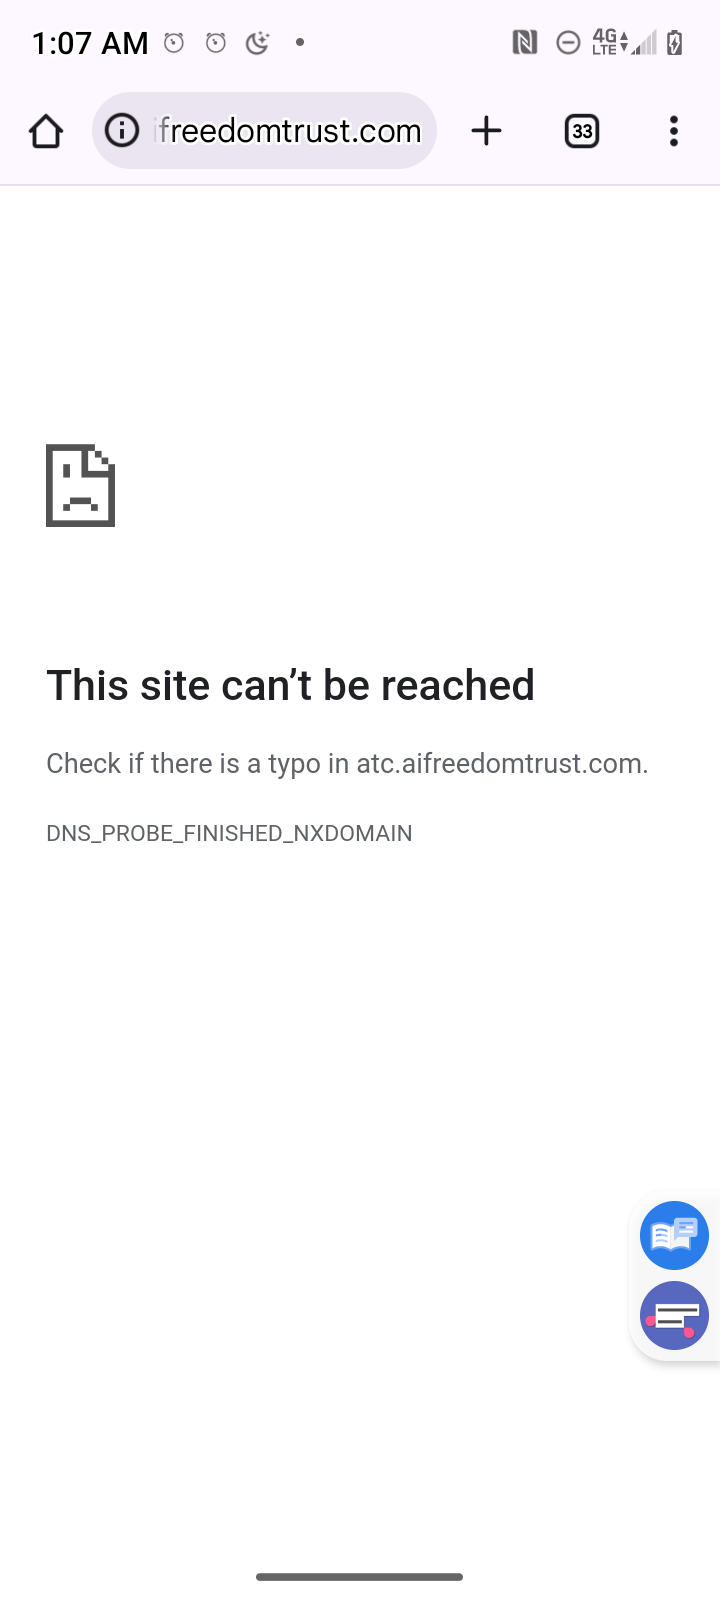 1:07 AM
4G
LTE
ifreedomtrust.com
33
This site can’t be reached
Check if there is a typo in atc.aifreedomtrust.com.
DNS_PROBE_FINISHED_NXDOMAIN